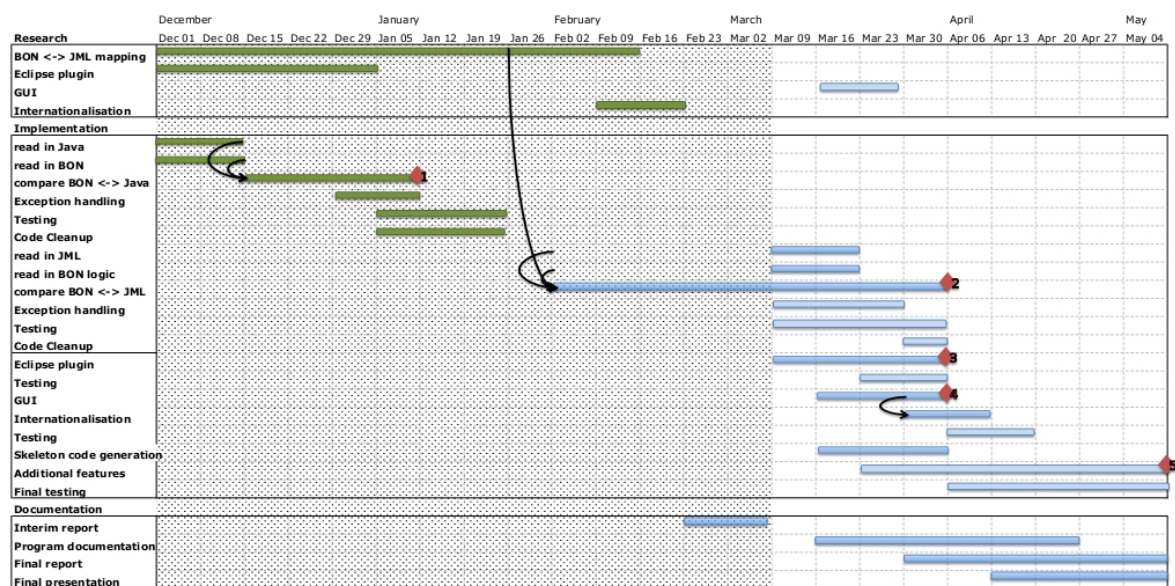 December January February March April May
Research Dec 01 Dec 08 Dec 15 Dec 22 Dec 29 Jan 05 Jan 12 Jan 19 Jan 26 Feb 02 Feb 09 Feb 16 Feb 23 Mar 02 Mar 09 Mar 16 Mar 23 Mar 30 Apr 06 Apr 13 Apr 20 Apr 27 May 04
BON <-> JML mapping
Eclipse plugin
GUI
Internationalisation
Implementation
read in Java
read in BON
compare BON <-> Java 1
Exception handling
Testing
Code Cleanup
read in JML
read in BON logic
compare BON <-> JML 2
Exception handling
Testing
Code Cleanup
Eclipse plugin 3
Testing
GUI 4
Internationalisation
Testing
Skeleton code generation
Additional features 5
Final testing
Documentation
Interim report
Program documentation
Final report
Final presentation